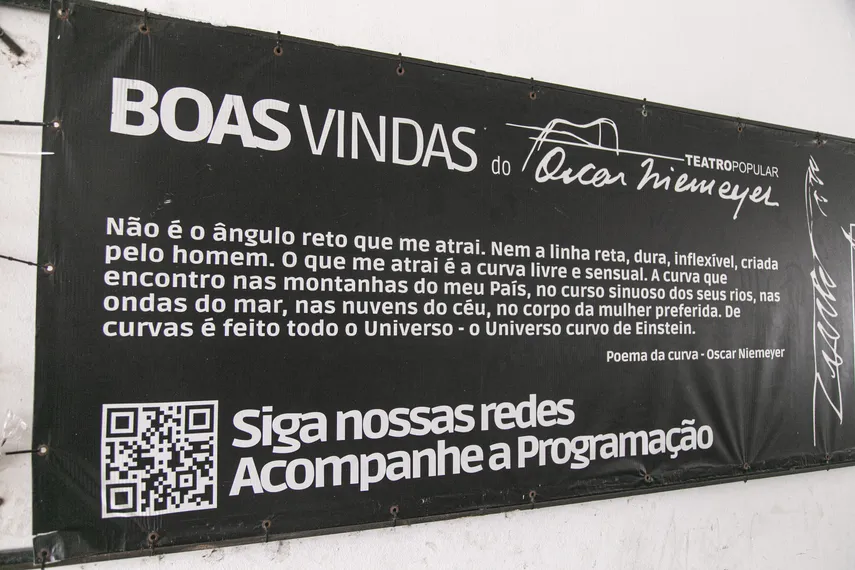 BOAS VINDAS do
TEATROPOPULAR
Oscar Niemeyer
Não é o ângulo reto que me atrai. Nem a linha reta, dura, inflexível, criada
pelo homem. O que me atrai é a curva livre e sensual. A curva que
encontro nas montanhas do meu País, no curso sinuoso dos seus rios, nas
ondas do mar, nas nuvens do céu, no corpo da mulher preferida. De
curvas é feito todo o Universo - o Universo curvo de Einstein.
Poema da curva - Oscar Niemeyer
Siga nossas redes
Acompanhe a Programação